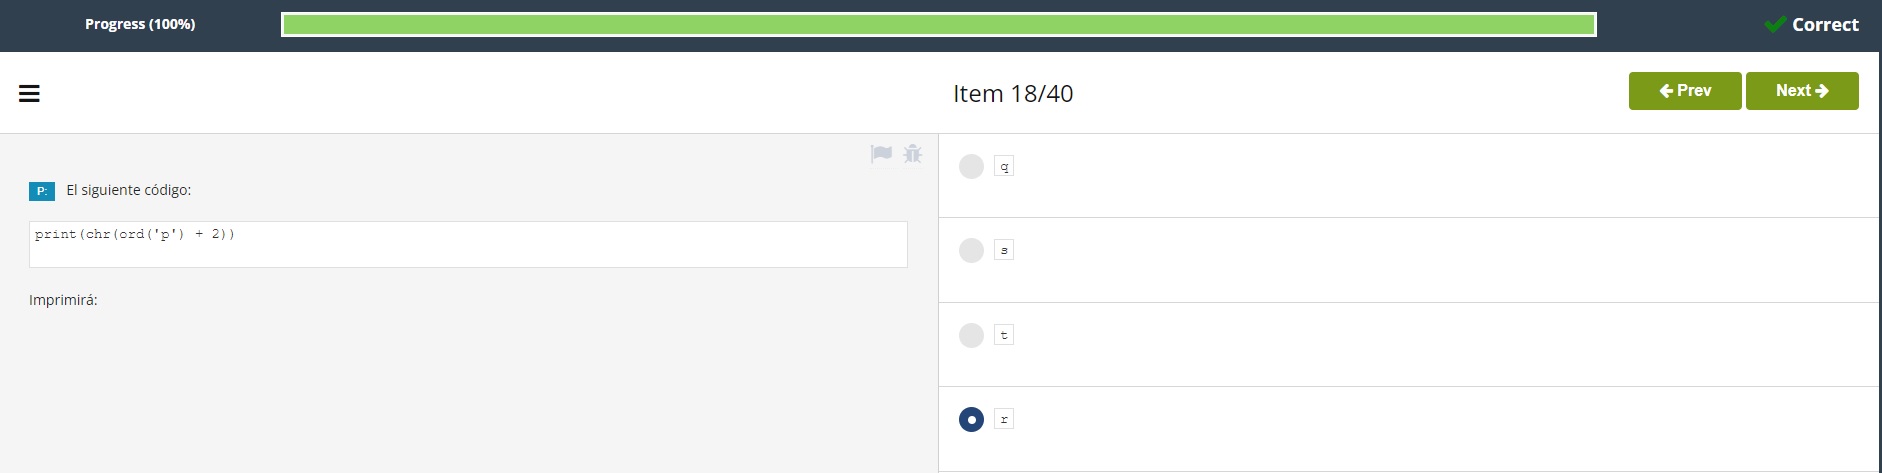 Progress (100%)
Correct
Item 18/40
Prev
Next
P: El siguiente código:
print(chr(ord('p') + 2))
Imprimirá:
q
s
t
r